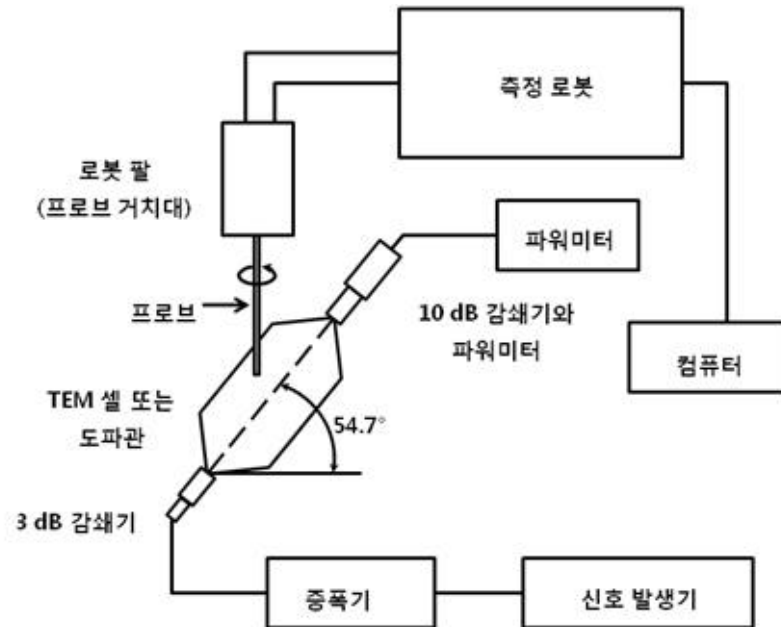 측정 로봇
로봇 팔
(프로브 거치대)
파워미터
프로브
10 dB 감쇄기와
파워미터
컴퓨터
TEM 셀 또는
도파관
54.7°
3 dB 감쇄기
증폭기
신호 발생기